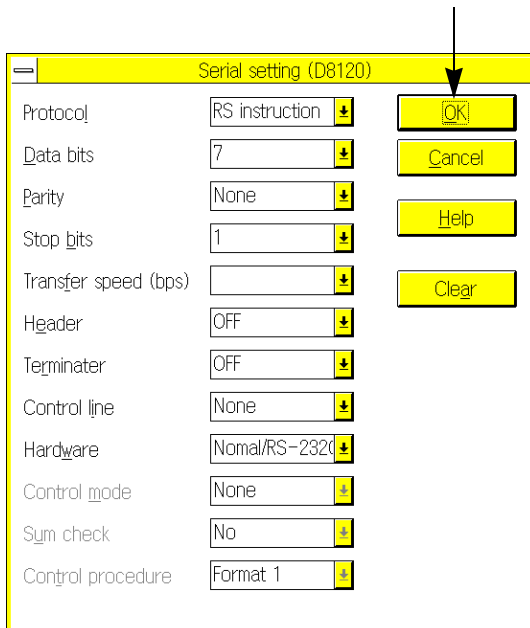 Serial setting (D8120)
Protocol RS instruction OK
Data bits 7 Cancel
Parity None
Help
Stop bits 1
Transfer speed (bps)
Clear
Header OFF
Terminater OFF
Control line None
Hardware Nomal/RS-232C
Control mode None
Sum check No
Control procedure Format 1